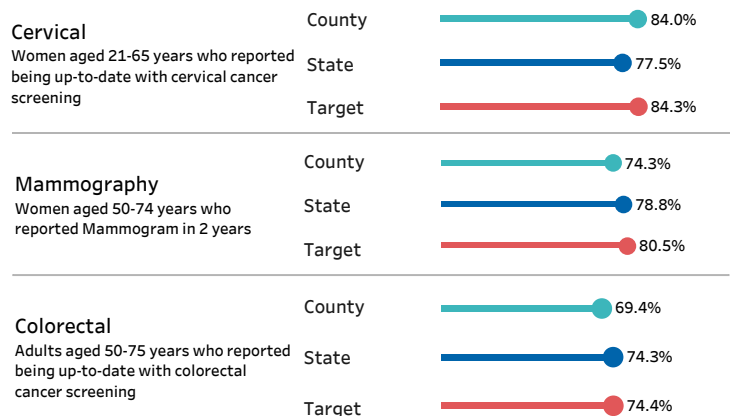 Cervical
Women aged 21-65 years who reported
being up-to-date with cervical cancer
screening
County 84.0%
State 77.5%
Target 84.3%
Mammography
Women aged 50-74 years who
reported Mammogram in 2 years
County 74.3%
State 78.8%
Target 80.5%
Colorectal
Adults aged 50-75 years who reported
being up-to-date with colorectal
cancer screening
County 69.4%
State 74.3%
Target 74.4%